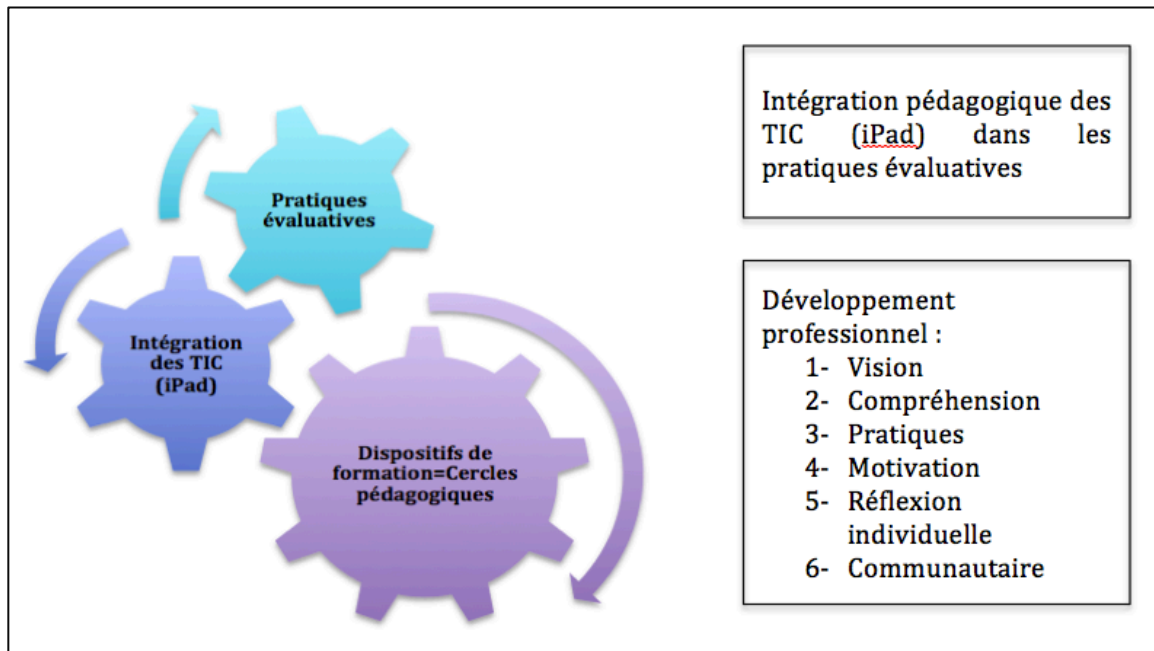 Pratiques
évaluatives
Intégration
des TIC
(iPad)
Dispositifs de
formation=Cercles
pédagogiques
Intégration pédagogique des
TIC (iPad) dans les
pratiques évaluatives
Développement
professionnel :
1- Vision
2- Compréhension
3- Pratiques
4- Motivation
5- Réflexion
individuelle
6- Communautaire